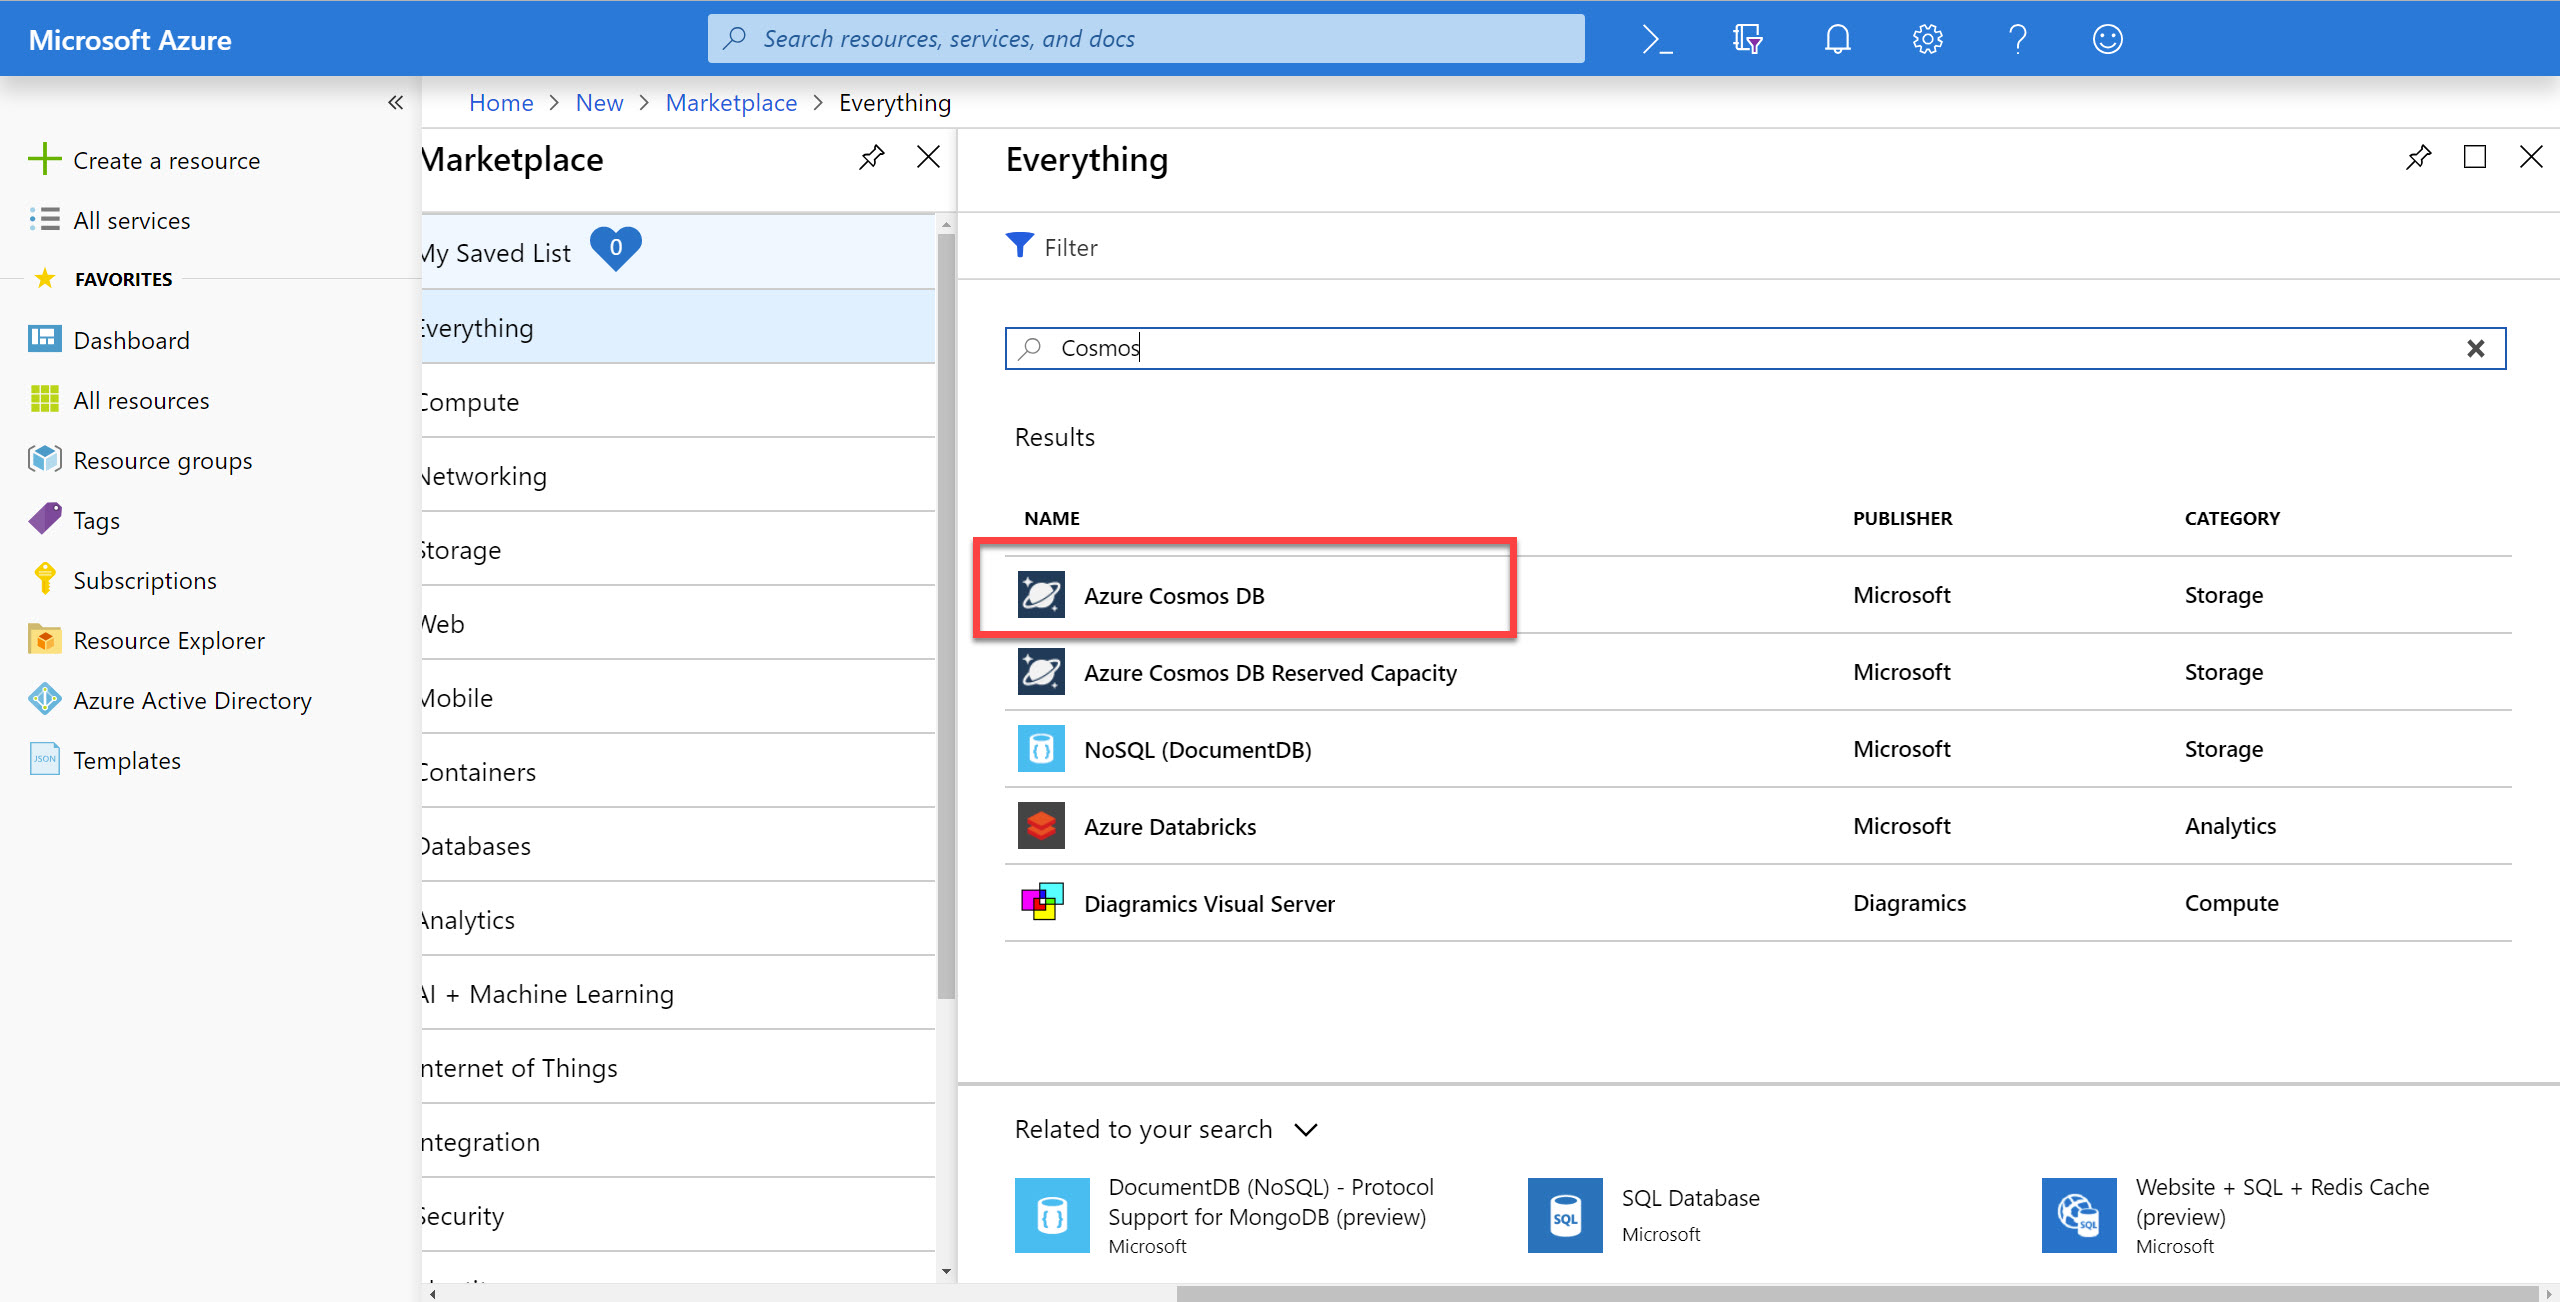 Microsoft Azure
Search resources, services, and docs
Home > New > Marketplace > Everything
Create a resource
All services
FAVORITES
Dashboard
All resources
Resource groups
Tags
Subscriptions
Resource Explorer
Azure Active Directory
JSON
Templates
Marketplace
My Saved List 0
Everything
Compute
Networking
Storage
Web
Mobile
Containers
Databases
Analytics
AI + Machine Learning
Internet of Things
Integration
Security
Everything
Filter
Cosmos
Results
NAME PUBLISHER CATEGORY
Azure Cosmos DB Microsoft Storage
Azure Cosmos DB Reserved Capacity Microsoft Storage
NoSQL (DocumentDB) Microsoft Storage
Azure Databricks Microsoft Analytics
Diagramics Visual Server Diagramics Compute
Related to your search
DocumentDB (NoSQL) - Protocol
Support for MongoDB (preview)
Microsoft
SQL
SQL Database
Microsoft
SQL
Website + SQL + Redis Cache
(preview)
Microsoft